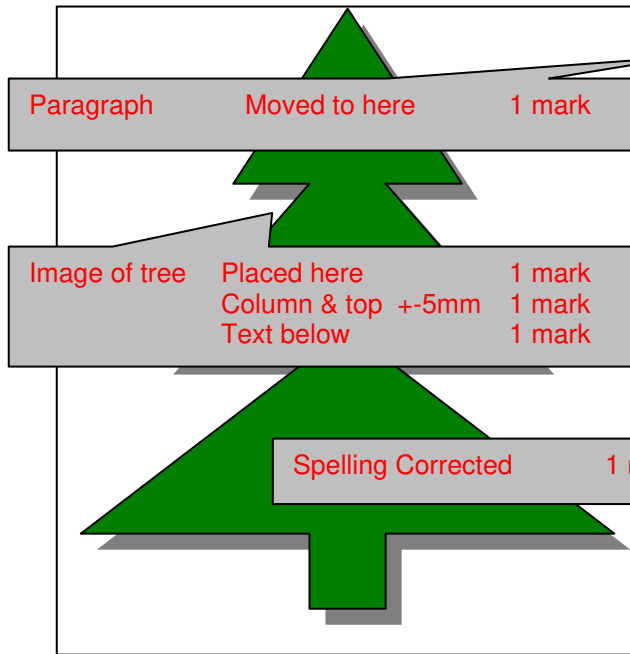 Paragraph Moved to here 1 mark
Image of tree Placed here 1 mark
Column & top +-5mm 1 mark
Text below 1 mark
Spelling Corrected 1